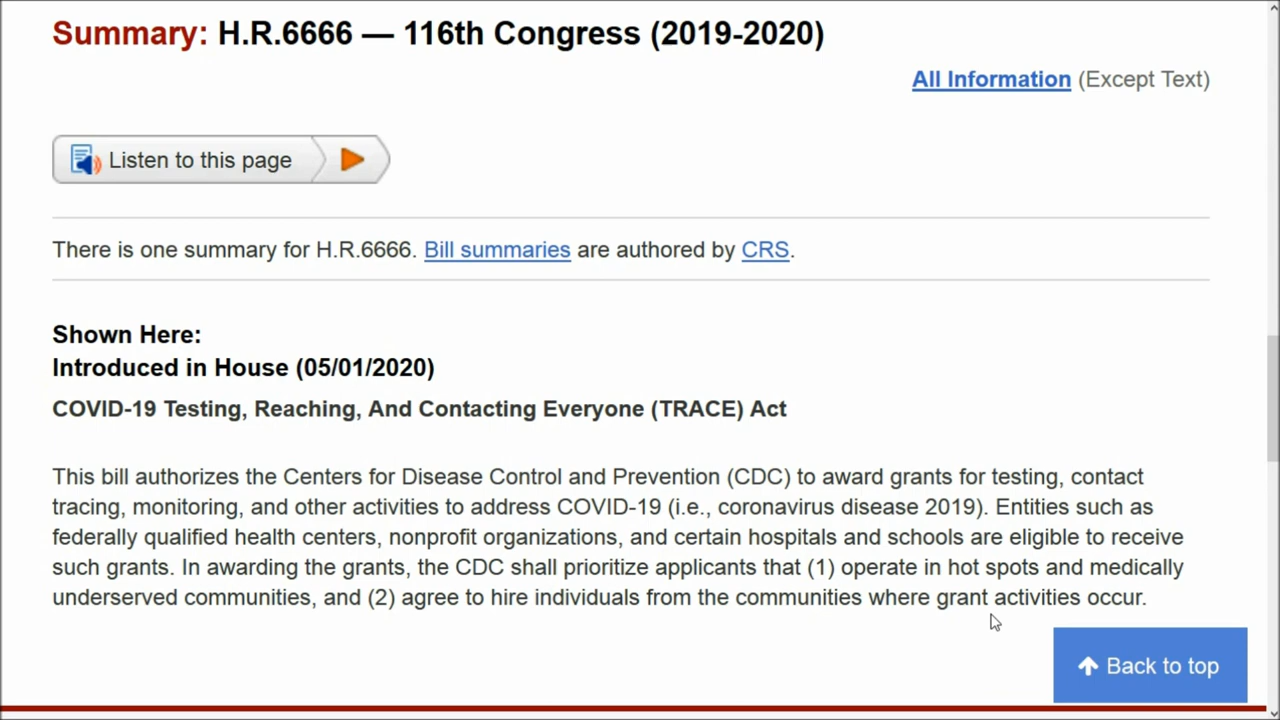 Summary: H.R.6666 — 116th Congress (2019-2020)
All Information (Except Text)
Listen to this page
There is one summary for H.R.6666. Bill summaries are authored by CRS.
Shown Here:
Introduced in House (05/01/2020)
COVID-19 Testing, Reaching, And Contacting Everyone (TRACE) Act
This bill authorizes the Centers for Disease Control and Prevention (CDC) to award grants for testing, contact
tracing, monitoring, and other activities to address COVID-19 (i.e., coronavirus disease 2019). Entities such as
federally qualified health centers, nonprofit organizations, and certain hospitals and schools are eligible to receive
such grants. In awarding the grants, the CDC shall prioritize applicants that (1) operate in hot spots and medically
underserved communities, and (2) agree to hire individuals from the communities where grant activities occur.
Back to top